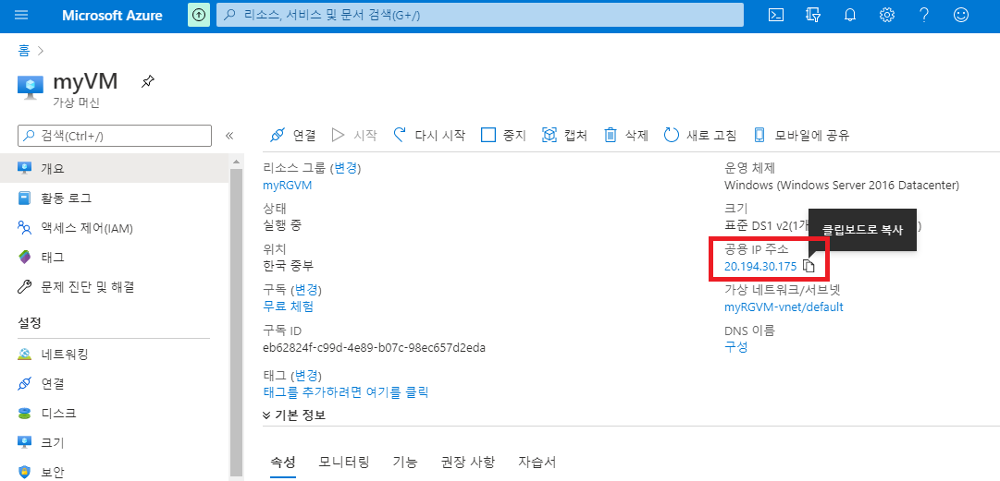 Microsoft Azure
리소스, 서비스 및 문서 검색(G+/)
홈
myVM
가상 머신
검색(Ctrl+/)
개요
활동 로그
액세스 제어(IAM)
태그
문제 진단 및 해결
설정
네트워킹
연결
디스크
크기
보안
연결
시작
다시 시작
중지
캡처
삭제
새로 고침
모바일에 공유
리소스 그룹 (변경)
myRGVM
상태
실행 중
위치
한국 중부
구독 (변경)
무료 체험
구독 ID
eb62824f-c99d-4e89-b07c-98ec657d2eda
태그 (변경)
태그를 추가하려면 여기를 클릭
기본 정보
운영 체제
Windows (Windows Server 2016 Datacenter)
크기
표준 DS1 v2(1개
클립보드로 복사
공용 IP 주소
20.194.30.175
가상 네트워크/서브넷
myRGVM-vnet/default
DNS 이름
구성
속성
모니터링
기능
권장 사항
자습서